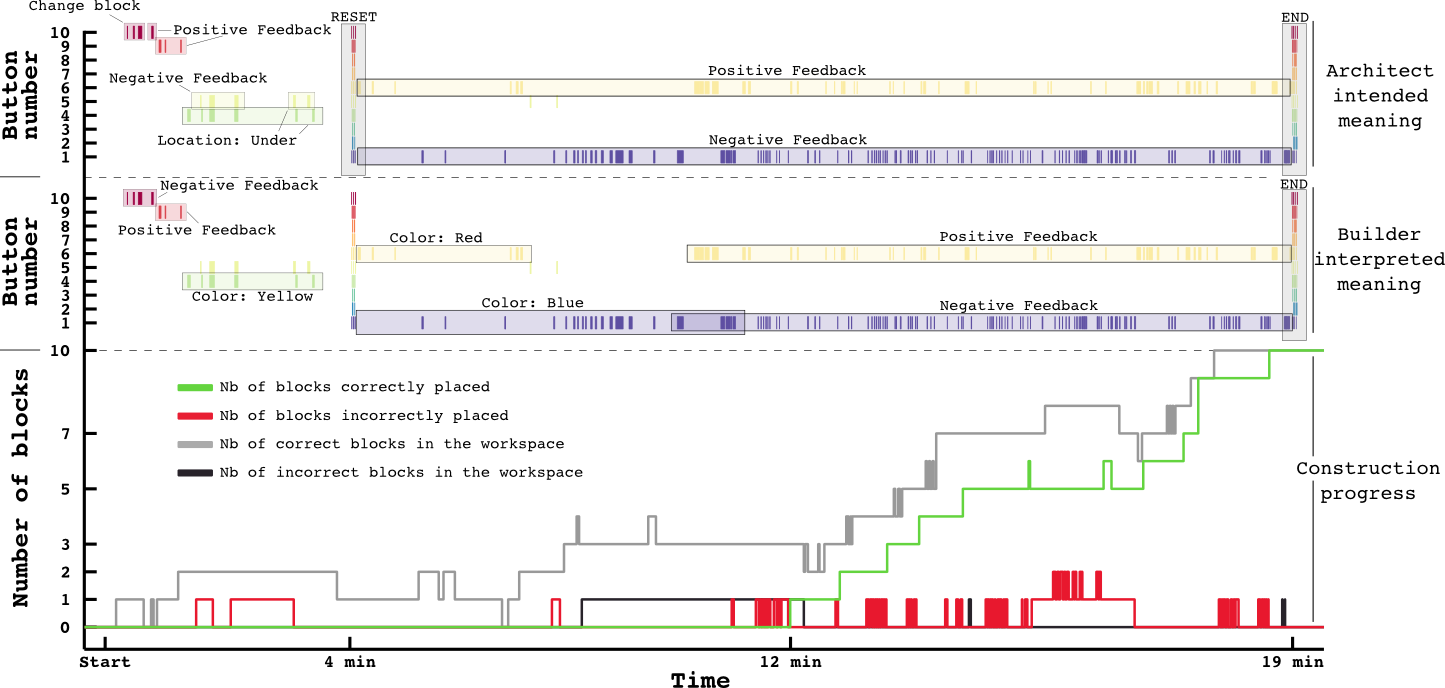 Change block
RESET
END
Positive Feedback
Negative Feedback
Location: Under
Positive Feedback
Negative Feedback
10
9
8
7
6
5
4
3
2
1
Button
number
Architect
intended
meaning
Negative Feedback
END
Positive Feedback
Color: Yellow
Color: Red
Positive Feedback
Color: Blue
Negative Feedback
10
9
8
7
6
5
4
3
2
1
Button
number
Builder
interpreted
meaning
10
7
5
3
2
1
0
Number of blocks
Nb of blocks correctly placed
Nb of blocks incorrectly placed
Nb of correct blocks in the workspace
Nb of incorrect blocks in the workspace
Construction
progress
Start
4 min
12 min
19 min
Time